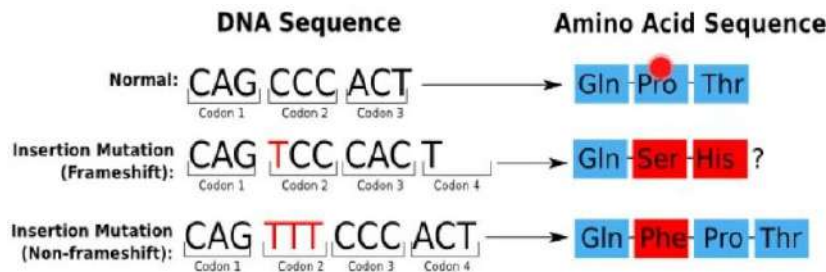 DNA Sequence Amino Acid Sequence
Normal: CAG CCC ACT Gln Pro Thr
Codon 1 Codon 2 Codon 3
Insertion Mutation
(Frameshift): CAG TCC CAC T Gln Ser His ?
Codon 1 Codon 2 Codon 3 Codon 4
Insertion Mutation
(Non-frameshift): CAG TTT CCC ACT Gln Phe Pro Thr
Codon 1 Codon 2 Codon 3 Codon 4